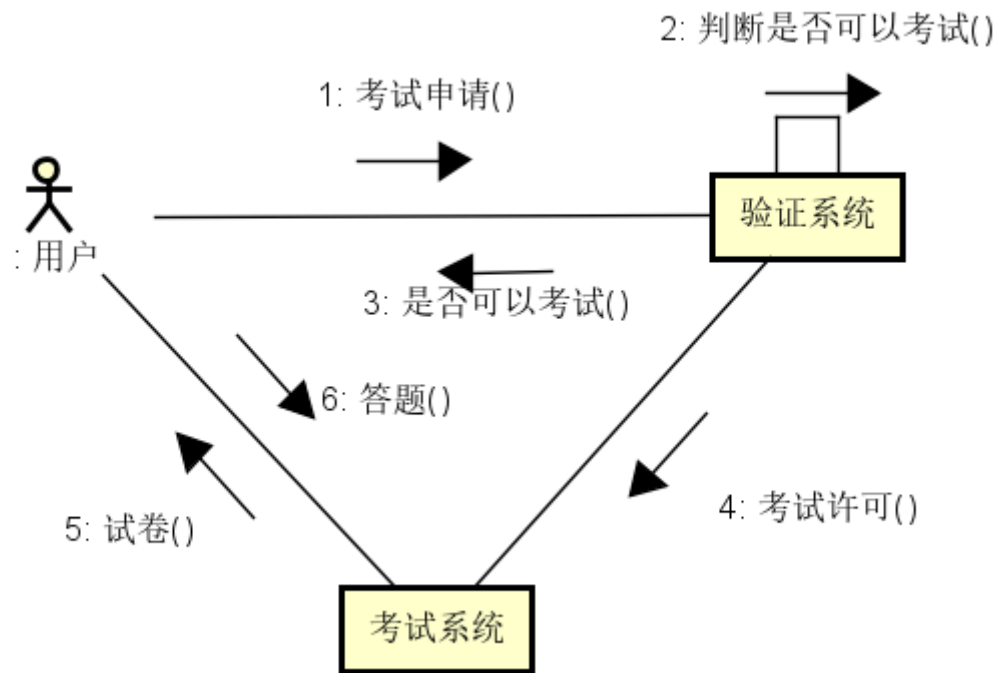 2: 判断是否可以考试()
1: 考试申请()
验证系统
: 用户
3: 是否可以考试()
6: 答题()
4: 考试许可()
5: 试卷()
考试系统